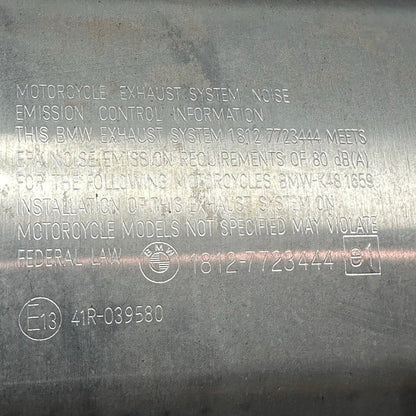 MOTORCYCLE EXHAUST SYSTEM NOISE
EMISSION CONTROL INFORMATION
THIS BMW EXHAUST SYSTEM 1812 7723444 MEETS
EPA NOISE EMISSION REQUIREMENTS OF 80 dB(A)
FOR THE FOLLOWING MOTORCYCLES BMW-K48 1659
INSTALLATION OF THIS EXHAUST SYSTEM ON
MOTORCYCLE MODELS NOT SPECIFIED MAY VIOLATE
FEDERAL LAW BMW 1812-7723444 e1
E13 41R-039580